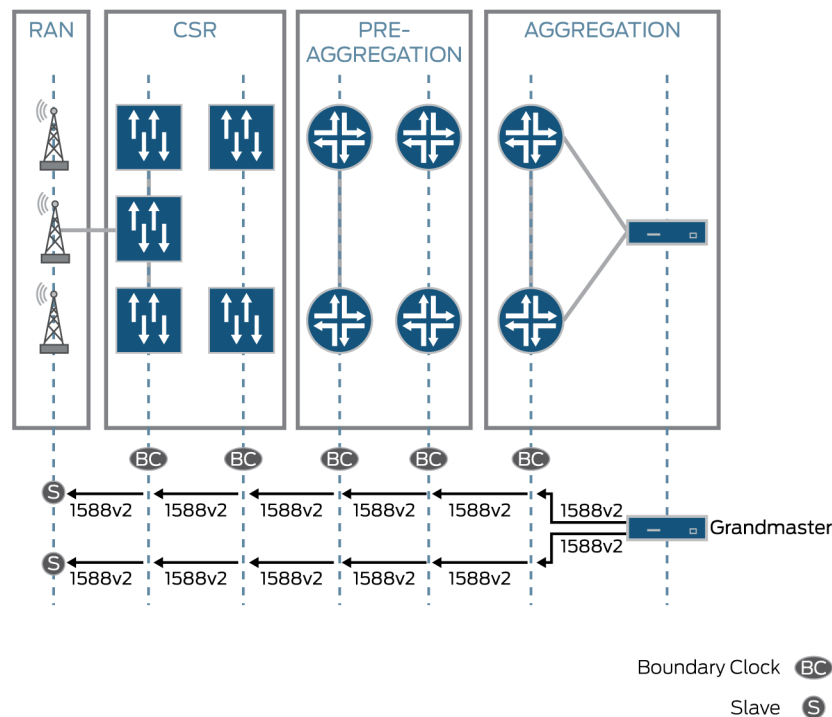 RAN
CSR
PRE-
AGGREGATION
AGGREGATION
BC BC BC BC BC
S
1588v2 1588v2 1588v2 1588v2 1588v2 1588v2
Grandmaster
1588v2
S
1588v2 1588v2 1588v2 1588v2 1588v2
Boundary Clock BC
Slave S